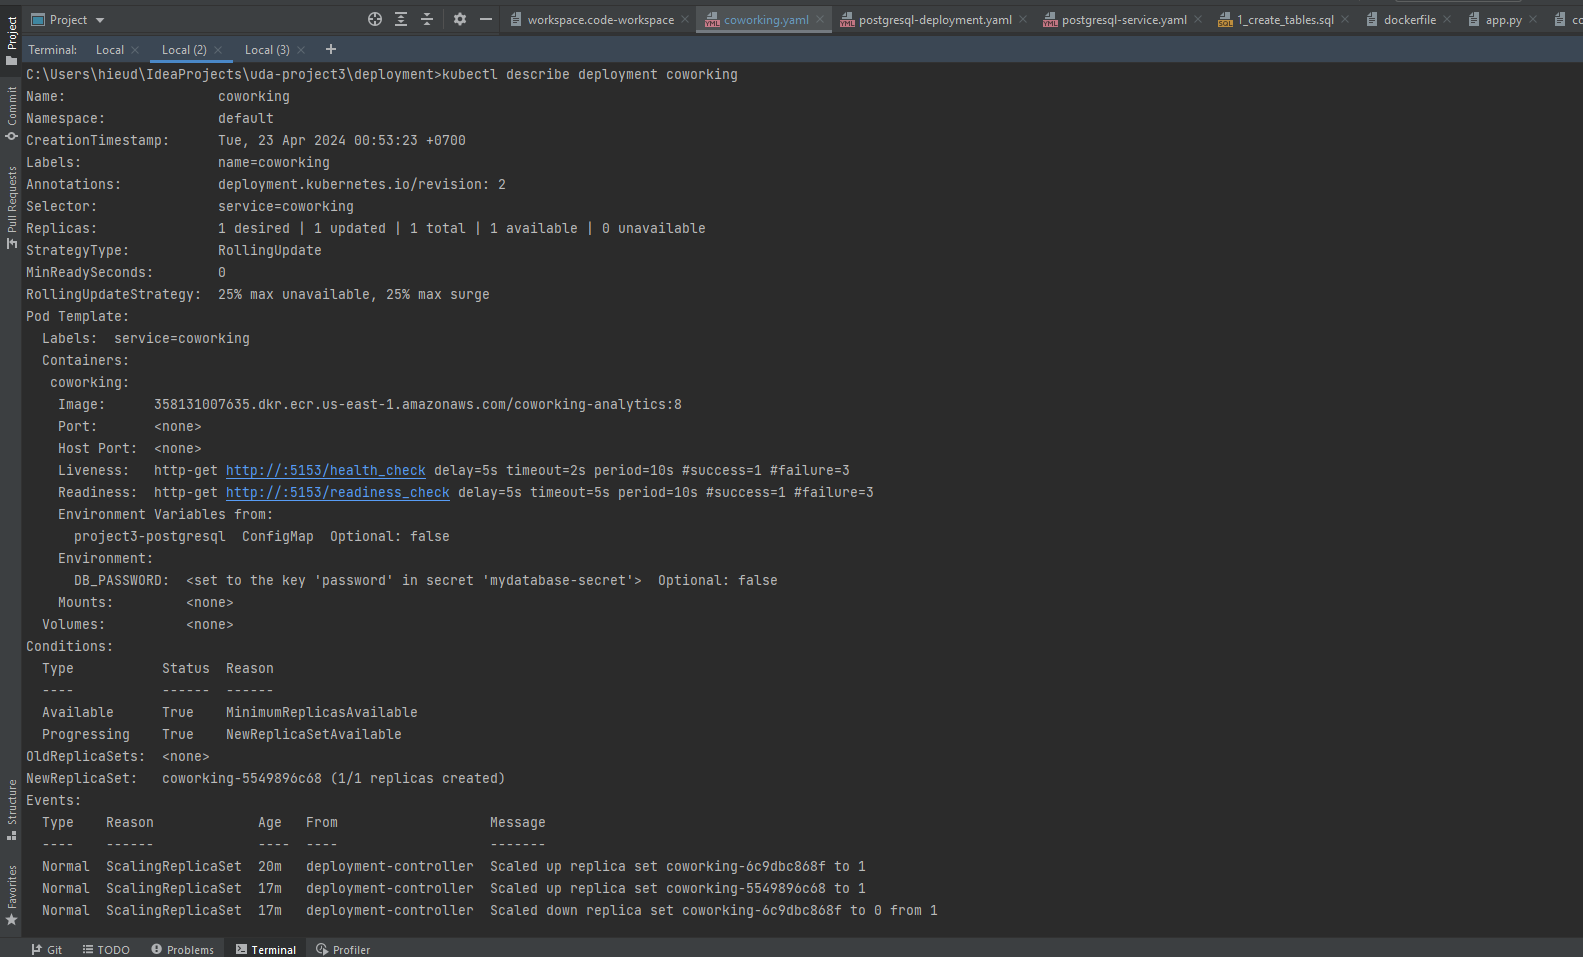 Project
workspace.code-workspace
coworking.yaml
postgresql-deployment.yaml
postgresql-service.yaml
1_create_tables.sql
dockerfile
app.py
Project
Commit
Pull Requests
Structure
Favorites
Terminal: Local Local (2) Local (3) +
C:\Users\hieud\IdeaProjects\uda-project3\deployment>kubectl describe deployment coworking
Name: coworking
Namespace: default
CreationTimestamp: Tue, 23 Apr 2024 00:53:23 +0700
Labels: name=coworking
Annotations: deployment.kubernetes.io/revision: 2
Selector: service=coworking
Replicas: 1 desired | 1 updated | 1 total | 1 available | 0 unavailable
StrategyType: RollingUpdate
MinReadySeconds: 0
RollingUpdateStrategy: 25% max unavailable, 25% max surge
Pod Template:
Labels: service=coworking
Containers:
coworking:
Image: 358131007635.dkr.ecr.us-east-1.amazonaws.com/coworking-analytics:8
Port: <none>
Host Port: <none>
Liveness: http-get http://:5153/health_check delay=5s timeout=2s period=10s #success=1 #failure=3
Readiness: http-get http://:5153/readiness_check delay=5s timeout=5s period=10s #success=1 #failure=3
Environment Variables from:
project3-postgresql ConfigMap Optional: false
Environment:
DB_PASSWORD: <set to the key 'password' in secret 'mydatabase-secret'> Optional: false
Mounts: <none>
Volumes: <none>
Conditions:
Type Status Reason
---- ------ ------
Available True MinimumReplicasAvailable
Progressing True NewReplicaSetAvailable
OldReplicaSets: <none>
NewReplicaSet: coworking-5549896c68 (1/1 replicas created)
Events:
Type Reason Age From Message
---- ------ ---- ---- -------
Normal ScalingReplicaSet 20m deployment-controller Scaled up replica set coworking-6c9dbc868f to 1
Normal ScalingReplicaSet 17m deployment-controller Scaled up replica set coworking-5549896c68 to 1
Normal ScalingReplicaSet 17m deployment-controller Scaled down replica set coworking-6c9dbc868f to 0 from 1
Git TODO Problems Terminal Profiler